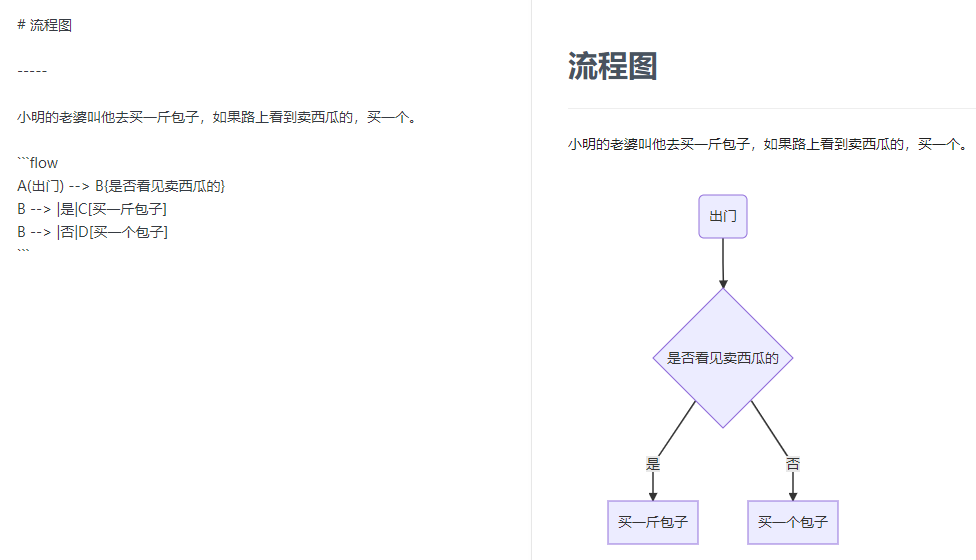 # 流程图
-----
小明的老婆叫他去买一斤包子，如果路上看到卖西瓜的，买一个。
```flow
A(出门) --> B{是否看见卖西瓜的}
B --> |是|C[买一斤包子]
B --> |否|D[买一个包子]
```
流程图
小明的老婆叫他去买一斤包子，如果路上看到卖西瓜的，买一个。
出门
是否看见卖西瓜的
是
否
买一斤包子
买一个包子